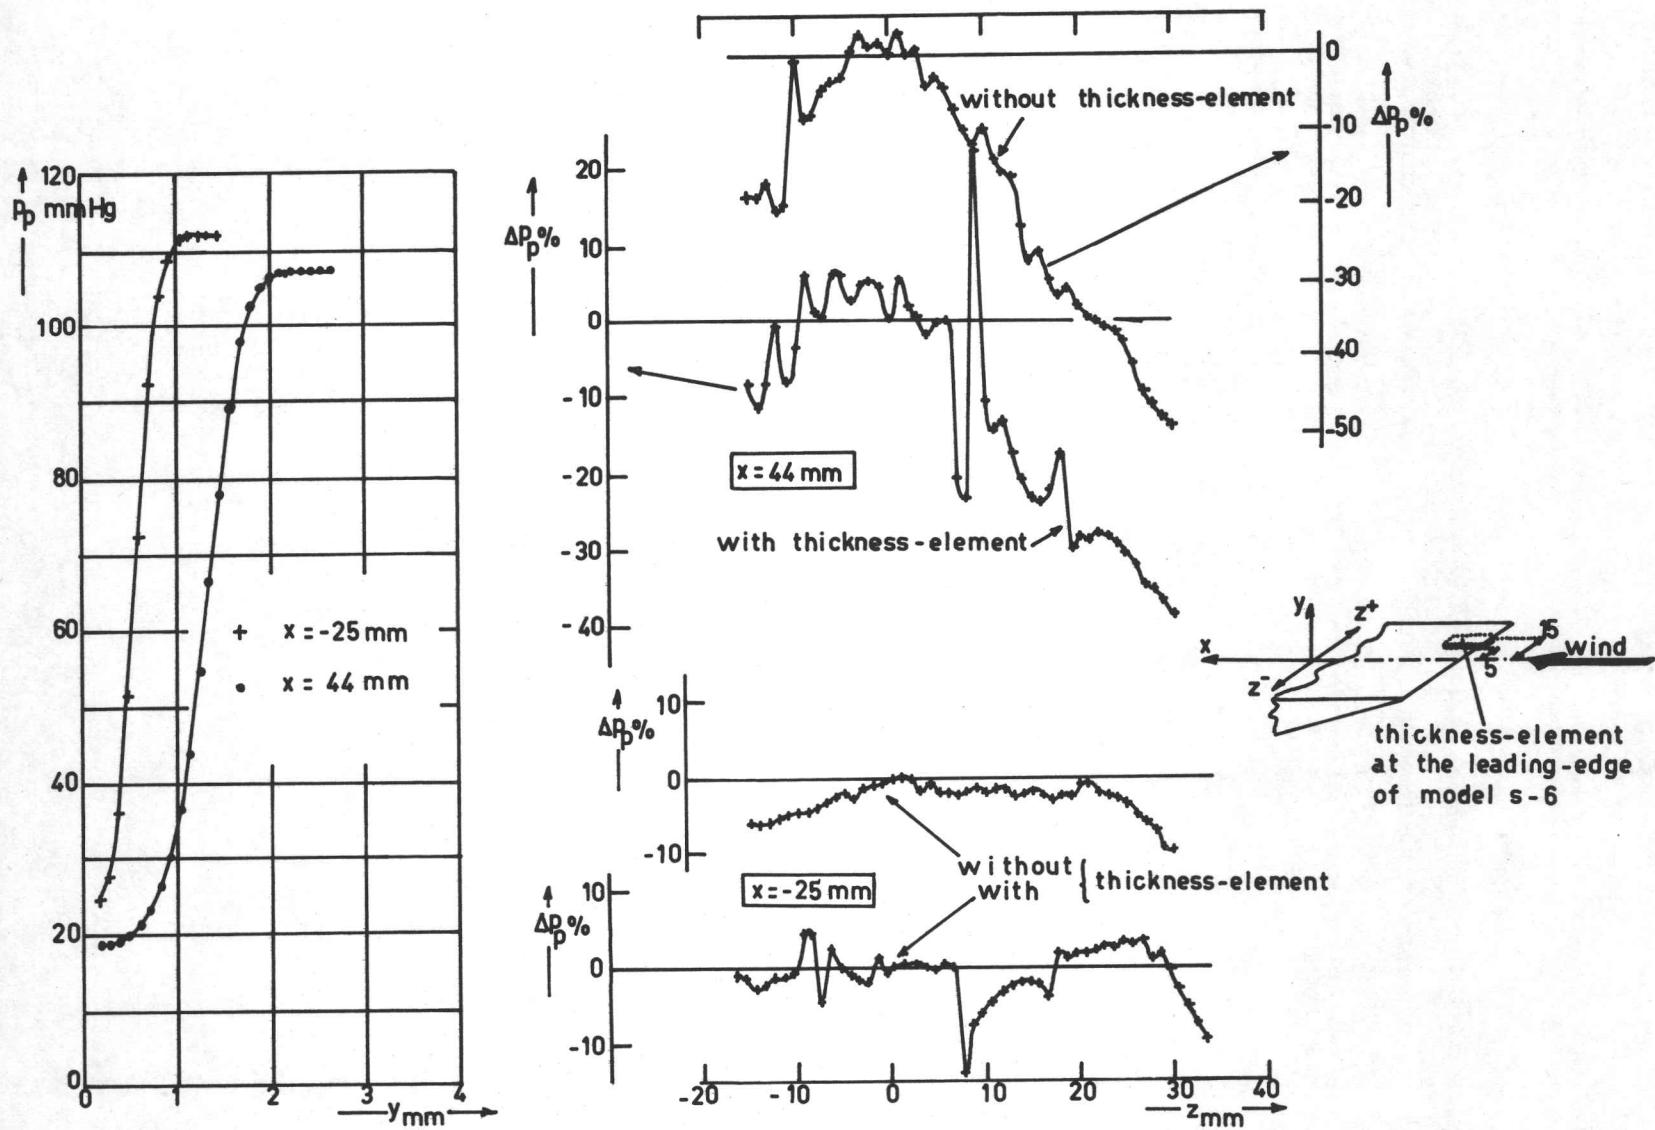 120
Pp mmHg
100
80
60
40
20
0
0 1 2 3 4
y mm
+ x = -25 mm
• x = 44 mm
ΔPp%
20
10
0
-10
-20
-30
-40
0
-10
-20
-30
-40
-50
ΔPp%
without thickness-element
x = 44 mm
with thickness-element
ΔPp%
10
0
-10
without
with
{ thickness-element
x = -25 mm
ΔPp%
10
0
-10
-20 -10 0 10 20 30 40
z mm
y
z+
x
z-
15
5
wind
thickness-element
at the leading-edge
of model s-6